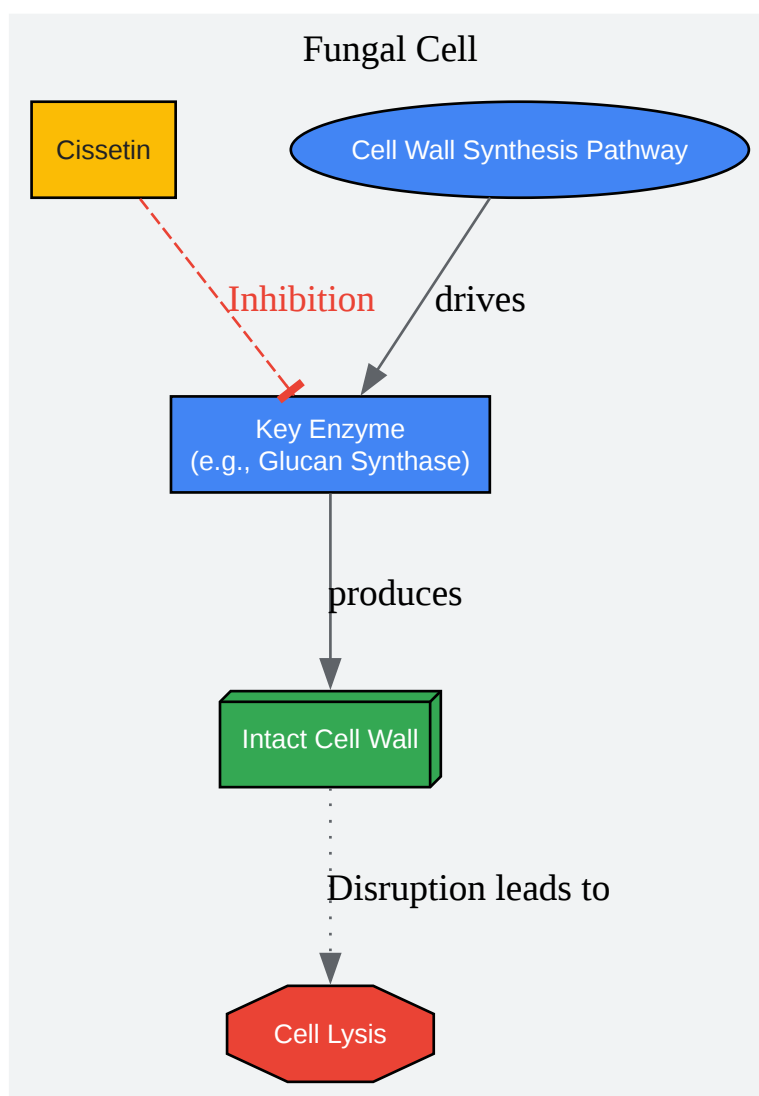 Fungal Cell
Cissetin
Cell Wall Synthesis Pathway
Inhibition
drives
Key Enzyme
(e.g., Glucan Synthase)
produces
Intact Cell Wall
Disruption leads to
Cell Lysis